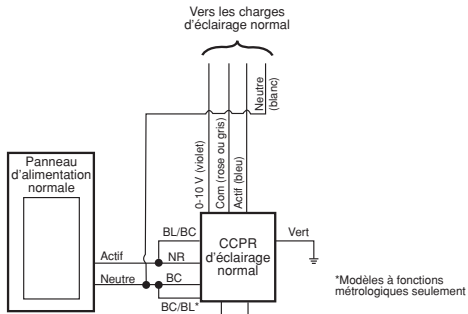 Vers les charges
d'éclairage normal
Neutre
(blanc)
0-10 V (violet)
Com (rose ou gris)
Actif (bleu)
Panneau
d'alimentation
normale
BL/BC
CCPR
d'éclairage
normal
Vert
Actif
NR
Neutre
BC
BC/BL*
*Modèles à fonctions
métrologiques seulement